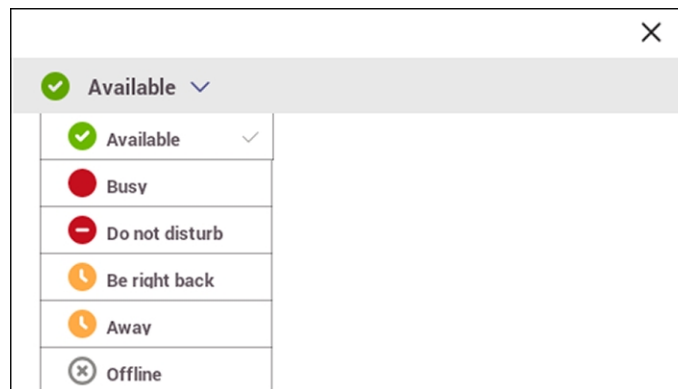 Available
Available
Busy
Do not disturb
Be right back
Away
Offline